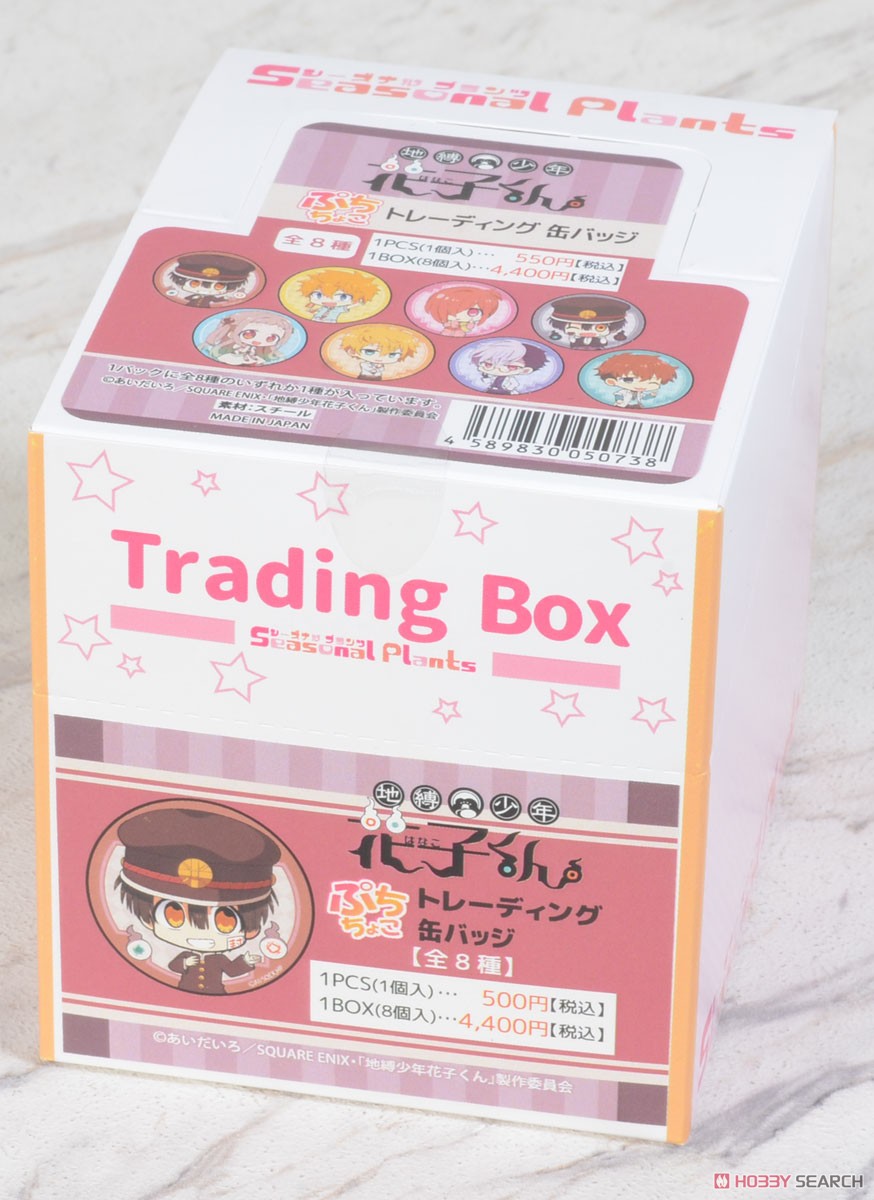 シーズナル プランツ
Seasonal Plants
地縛少年
はなこ
花子くん
ぷちちょこ トレーディング 缶バッジ
全8種
1PCS(1個入)… 550円【税込】
1BOX(8個入)…4,400円【税込】
1パックに全8種のいずれか1種が入っています。
©あいだいろ/SQUARE ENIX・「地縛少年花子くん」製作委員会
素材:スチール
MADE IN JAPAN
4 589830 050738
Trading Box
シーズナル プランツ
Seasonal Plants
地縛少年
はなこ
花子くん
ぷちちょこ
トレーディング
缶バッジ
【全8種】
1PCS(1個入)… 500円【税込】
1BOX(8個入)…4,400円【税込】
©あいだいろ/SQUARE ENIX・「地縛少年花子くん」製作委員会
HOBBY SEARCH